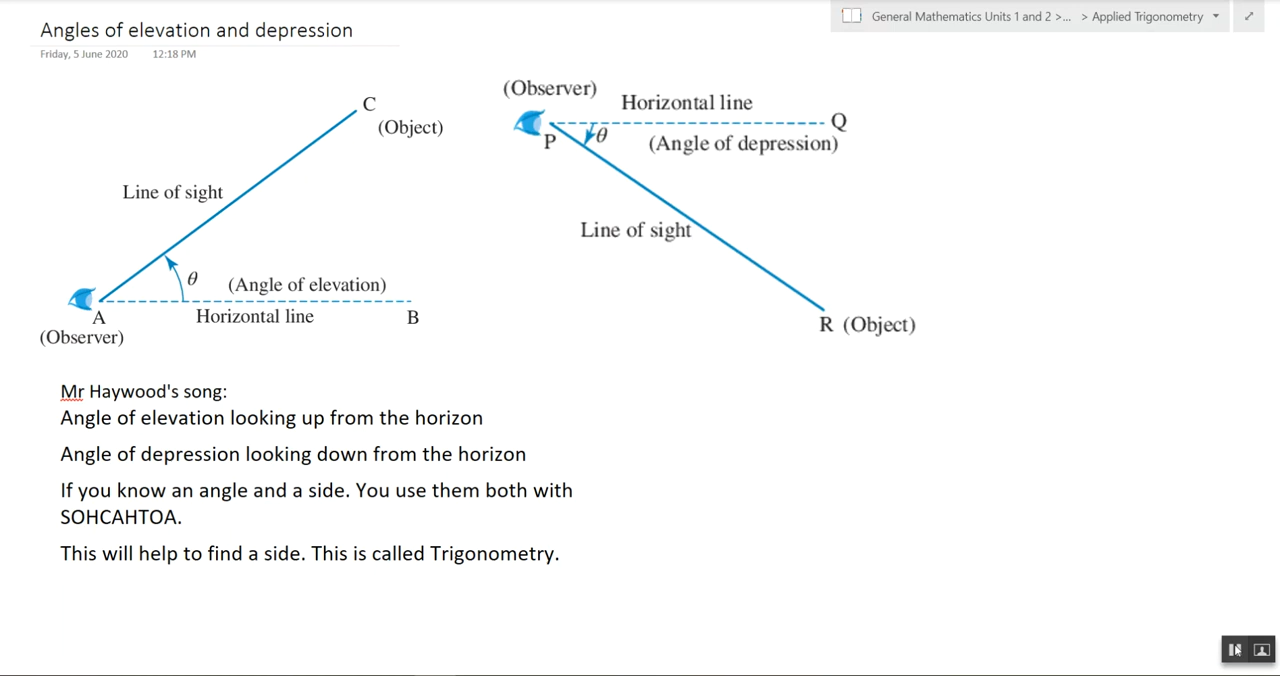 Angles of elevation and depression
Friday, 5 June 2020 12:18 PM
General Mathematics Units 1 and 2 >... > Applied Trigonometry
C
(Object)
Line of sight
θ
(Angle of elevation)
A
Horizontal line
B
(Observer)
(Observer)
Horizontal line
Q
P
θ
(Angle of depression)
Line of sight
R (Object)
Mr Haywood's song:
Angle of elevation looking up from the horizon
Angle of depression looking down from the horizon
If you know an angle and a side. You use them both with
SOHCAHTOA.
This will help to find a side. This is called Trigonometry.